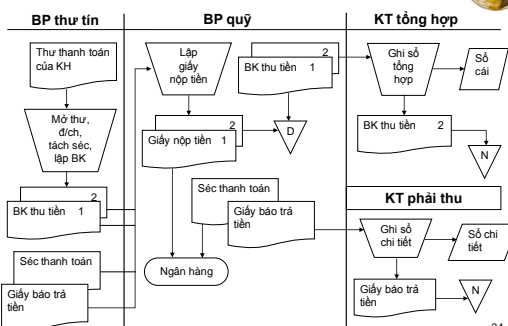 BP thư tín
BP quỹ
KT tổng hợp
Thư thanh toán
của KH
Mở thư,
đ/ch,
tách séc,
lập BK
2
BK thu tiền 1
Séc thanh toán
Giấy báo trả
tiền
Lập
giấy
nộp tiền
2
Giấy nộp tiền 1
2
BK thu tiền 1
D
Séc thanh toán
Giấy báo trả
tiền
Ngân hàng
Ghi sổ
tổng
hợp
Sổ
cái
BK thu tiền 2
N
KT phải thu
Ghi sổ
chi tiết
Sổ chi
tiết
Giấy báo trả
tiền
N